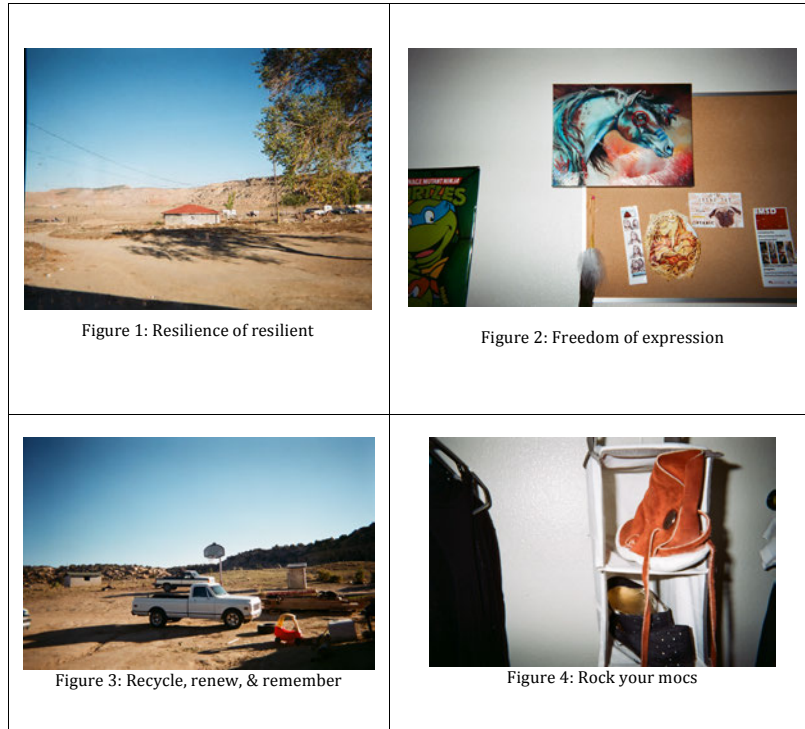 Figure 1: Resilience of resilient
TURTLES
Figure 2: Freedom of expression
Figure 3: Recycle, renew, & remember
Figure 4: Rock your mocs